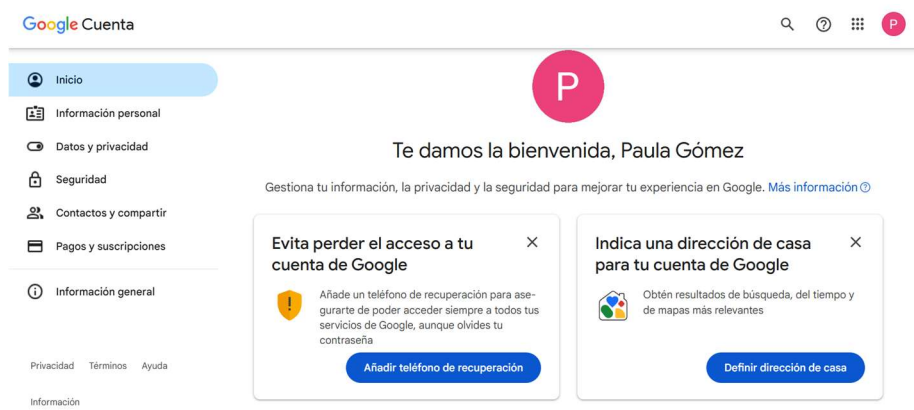 Google Cuenta
P
Inicio
Información personal
Datos y privacidad
Seguridad
Contactos y compartir
Pagos y suscripciones
Información general
Privacidad Términos Ayuda
Información
P
Te damos la bienvenida, Paula Gómez
Gestiona tu información, la privacidad y la seguridad para mejorar tu experiencia en Google. Más información
Evita perder el acceso a tu
cuenta de Google
Añade un teléfono de recuperación para ase-
gurarte de poder acceder siempre a todos tus
servicios de Google, aunque olvides tu
contraseña
Añadir teléfono de recuperación
Indica una dirección de casa
para tu cuenta de Google
Obtén resultados de búsqueda, del tiempo y
de mapas más relevantes
Definir dirección de casa